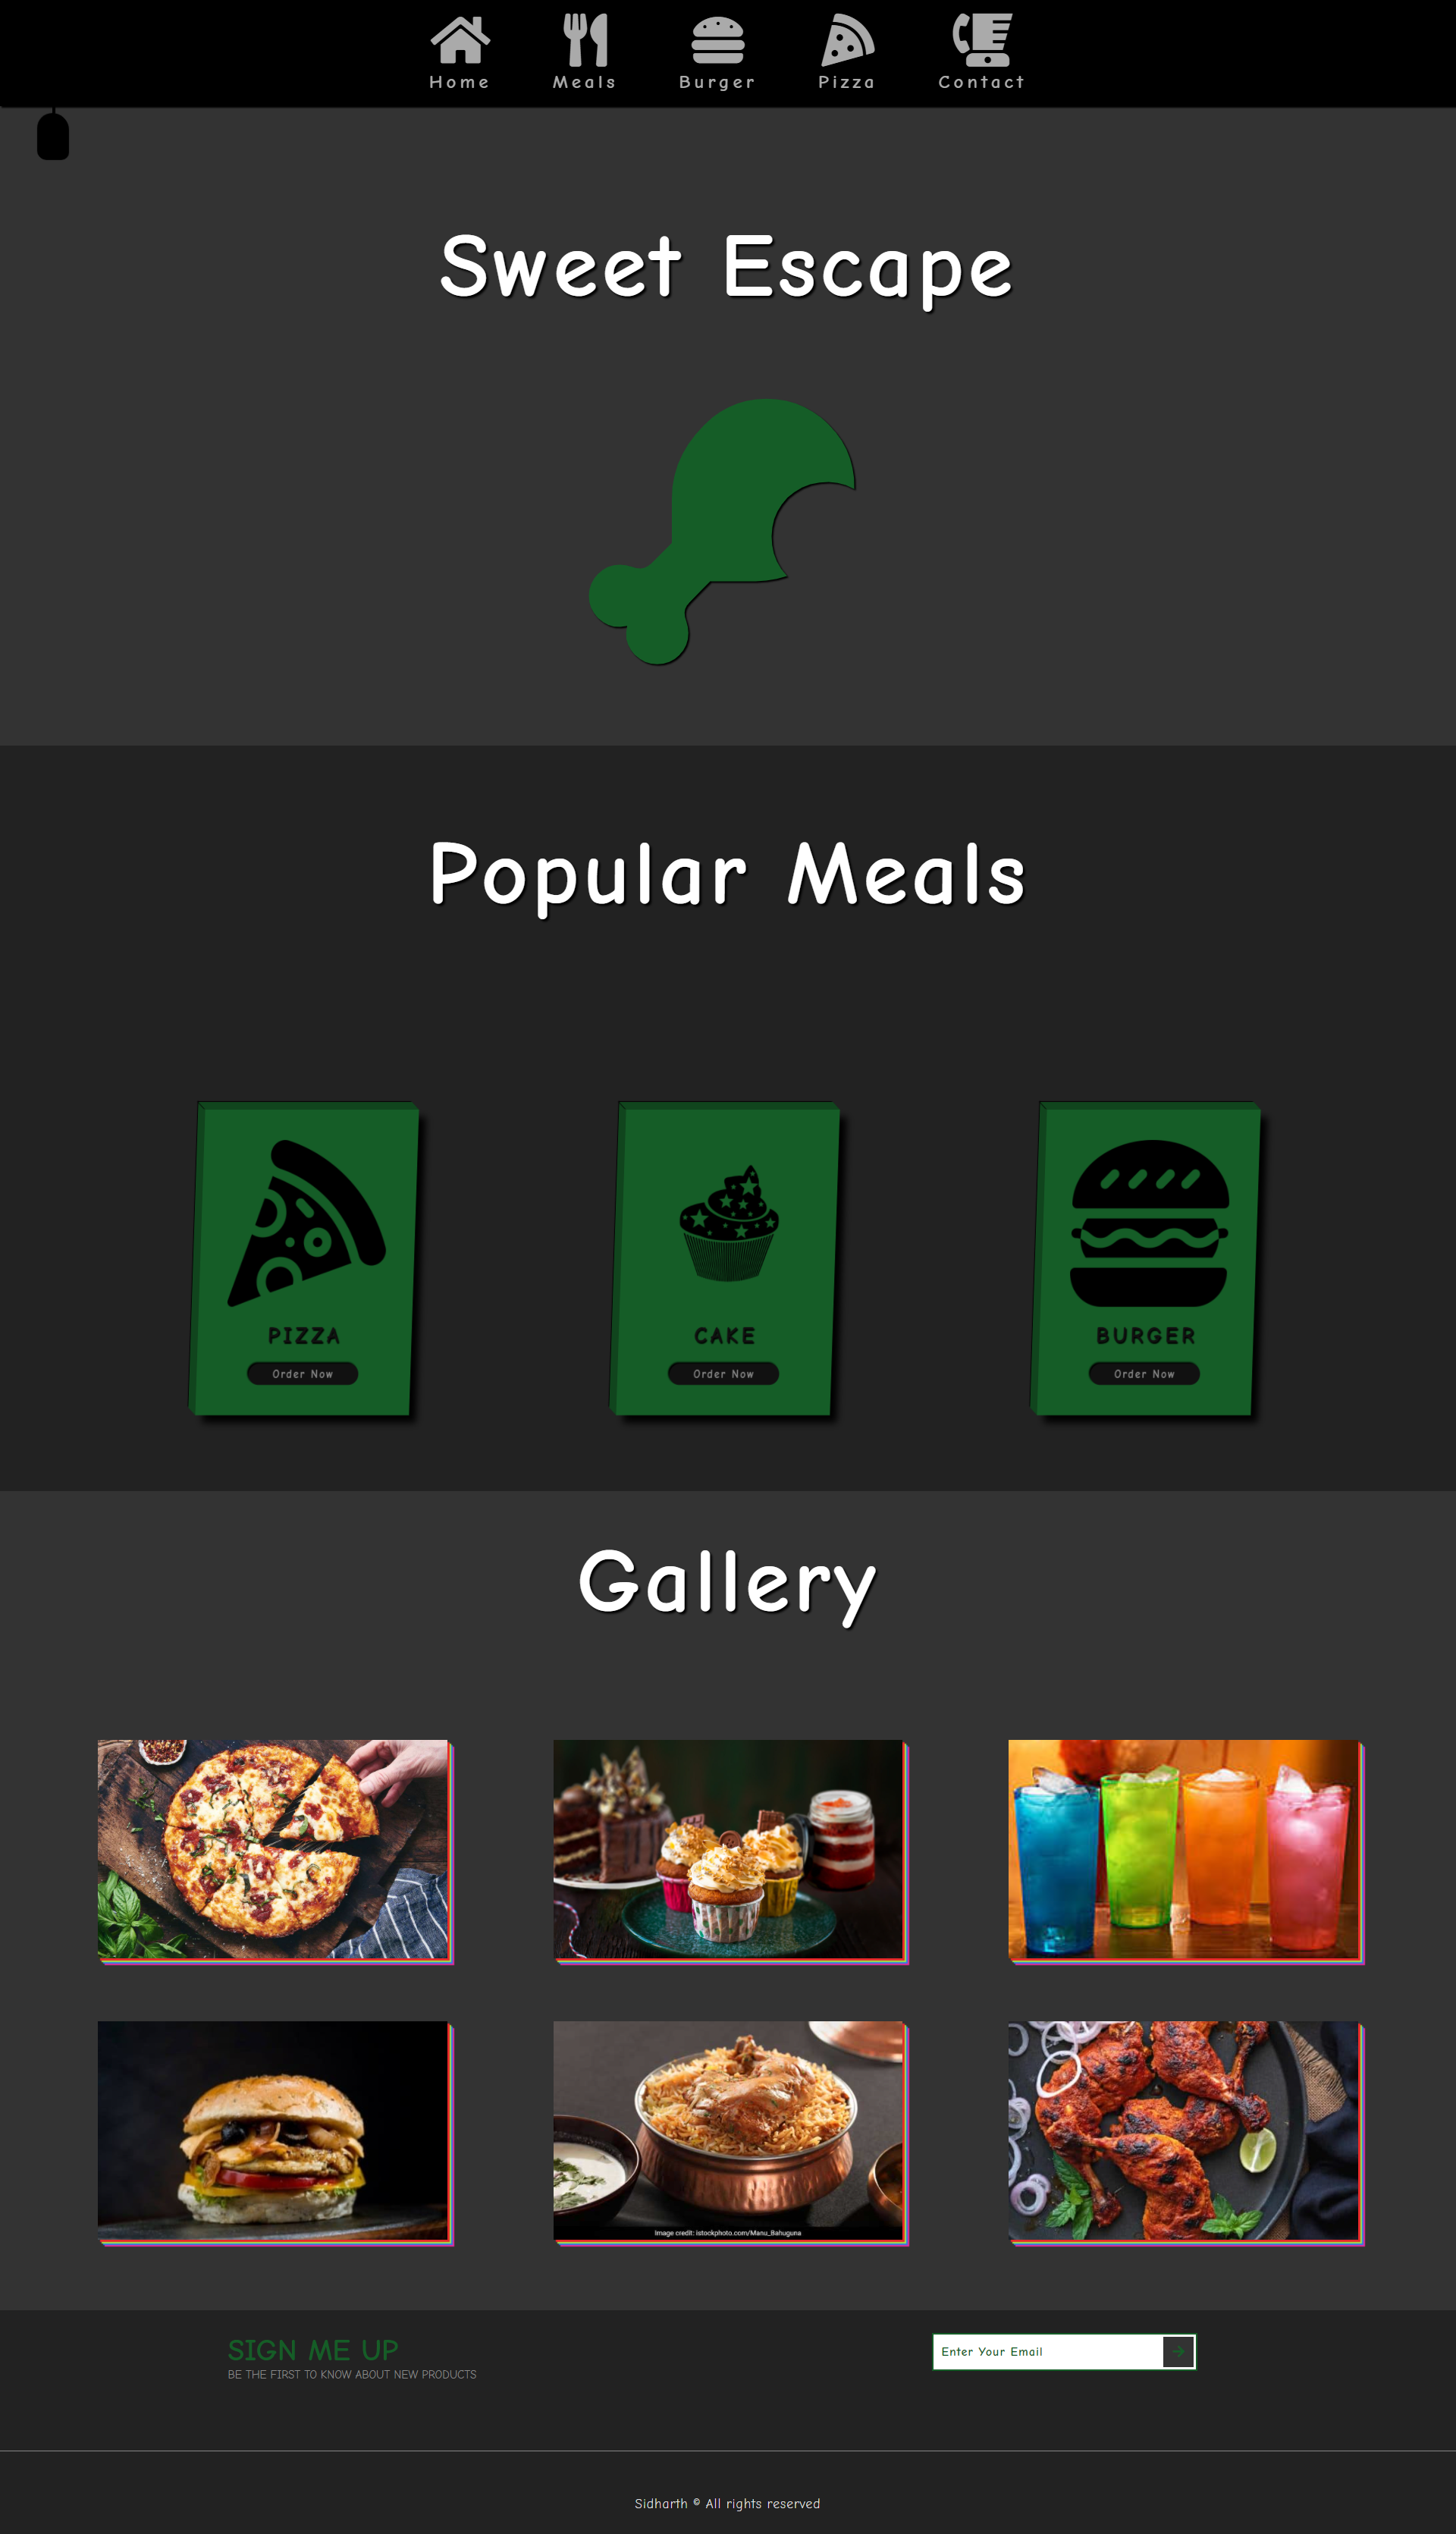 Home Meals Burger Pizza Contact
Sweet Escape
Popular Meals
PIZZA CAKE BURGER
Order Now Order Now Order Now
Gallery
Image credit: istockphoto.com/Manu_Bahuguna
SIGN ME UP
BE THE FIRST TO KNOW ABOUT NEW PRODUCTS
Enter Your Email
Sidharth © All rights reserved